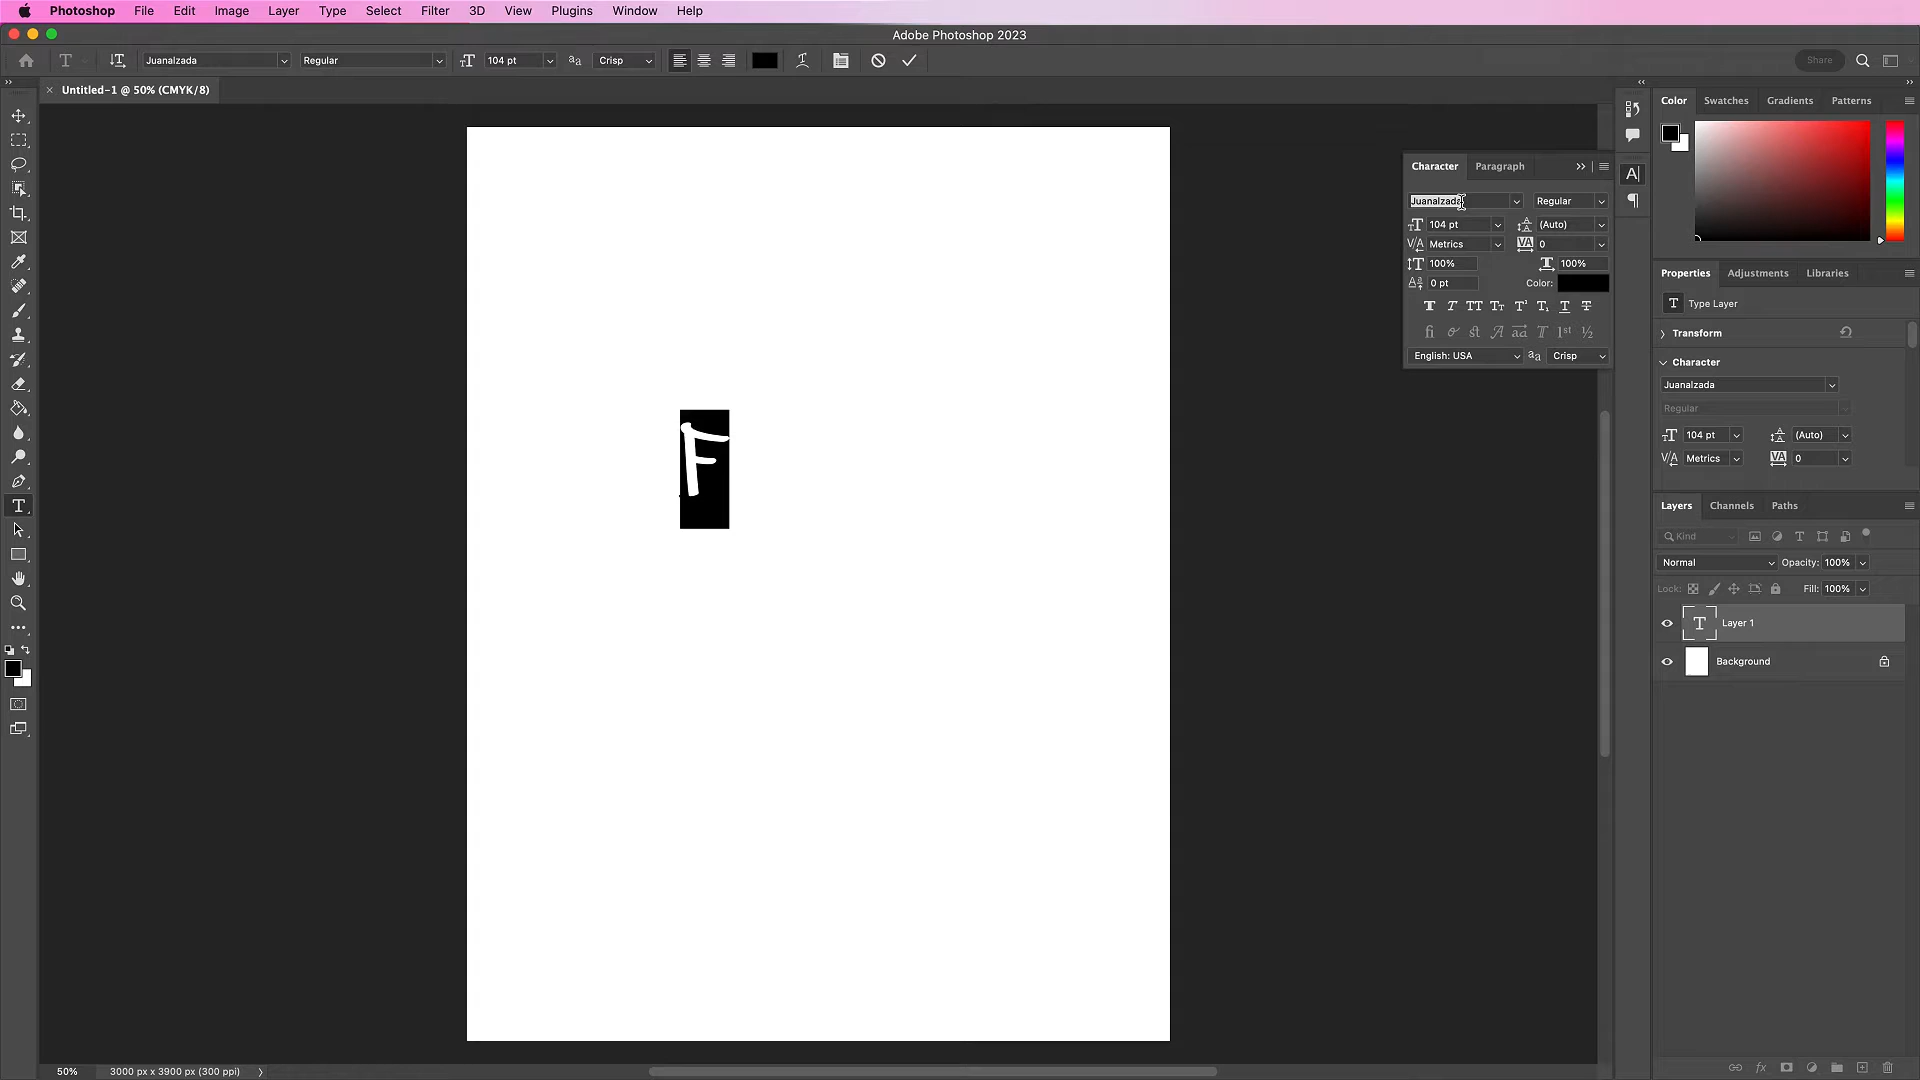 Photoshop File Edit Image Layer Type Select Filter 3D View Plugins Window Help
Adobe Photoshop 2023
Juanalzada Regular 104 pt Crisp Share
Untitled-1 @ 50% (CMYK/8)
Color Swatches Gradients Patterns
Character Paragraph
Juanalzada Regular
104 pt (Auto)
Metrics 0
100% 100%
0 pt Color:
English: USA Crisp
F
Properties Adjustments Libraries
Type Layer
Transform
Character
Juanalzada
Regular
104 pt (Auto)
Metrics 0
Layers Channels Paths
Kind
Normal Opacity: 100%
Lock: Fill: 100%
Layer 1
Background
50% 3000 px x 3900 px (300 ppi)